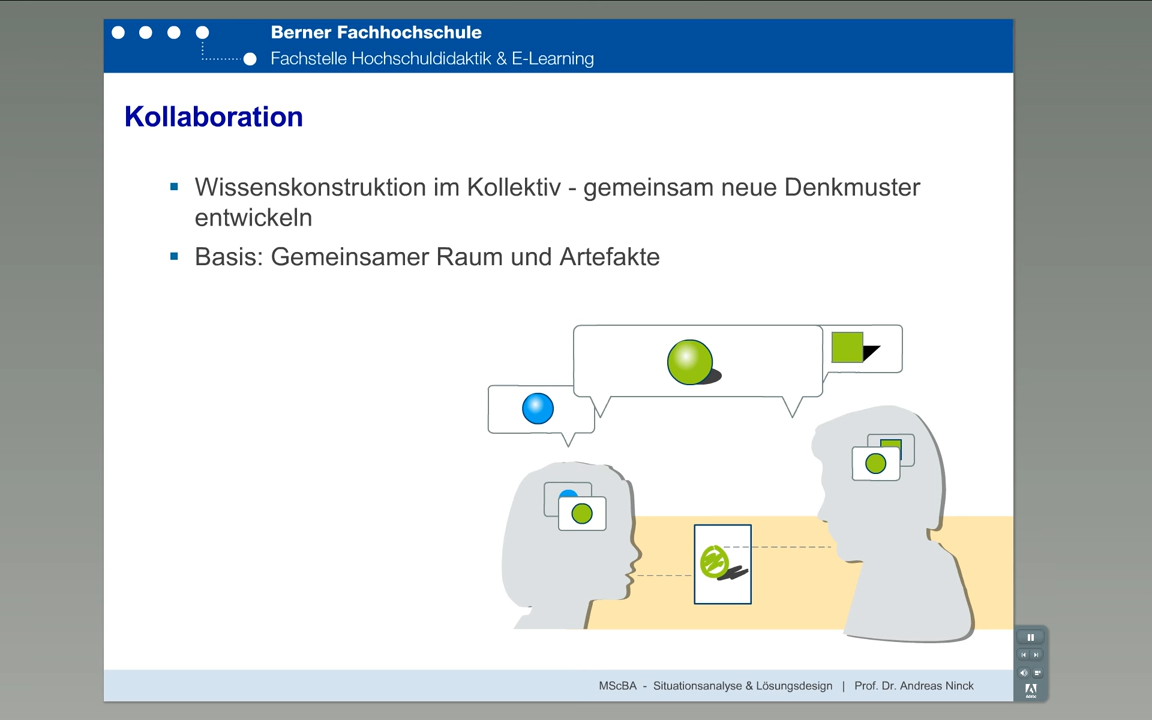 Berner Fachhochschule
Fachstelle Hochschuldidaktik & E-Learning
Kollaboration
Wissenskonstruktion im Kollektiv - gemeinsam neue Denkmuster
entwickeln
Basis: Gemeinsamer Raum und Artefakte
MScBA - Situationsanalyse & Lösungsdesign | Prof. Dr. Andreas Ninck